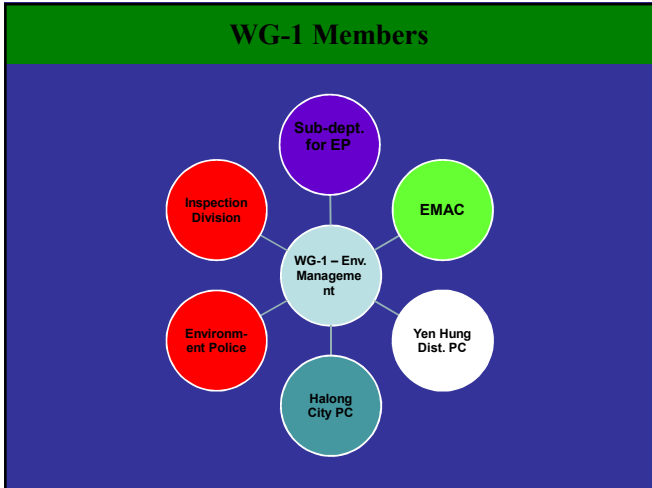 WG-1 Members
Sub-dept.
for EP
Inspection
Division
EMAC
WG-1 – Env.
Manageme
nt
Environm-
ent Police
Yen Hung
Dist. PC
Halong
City PC